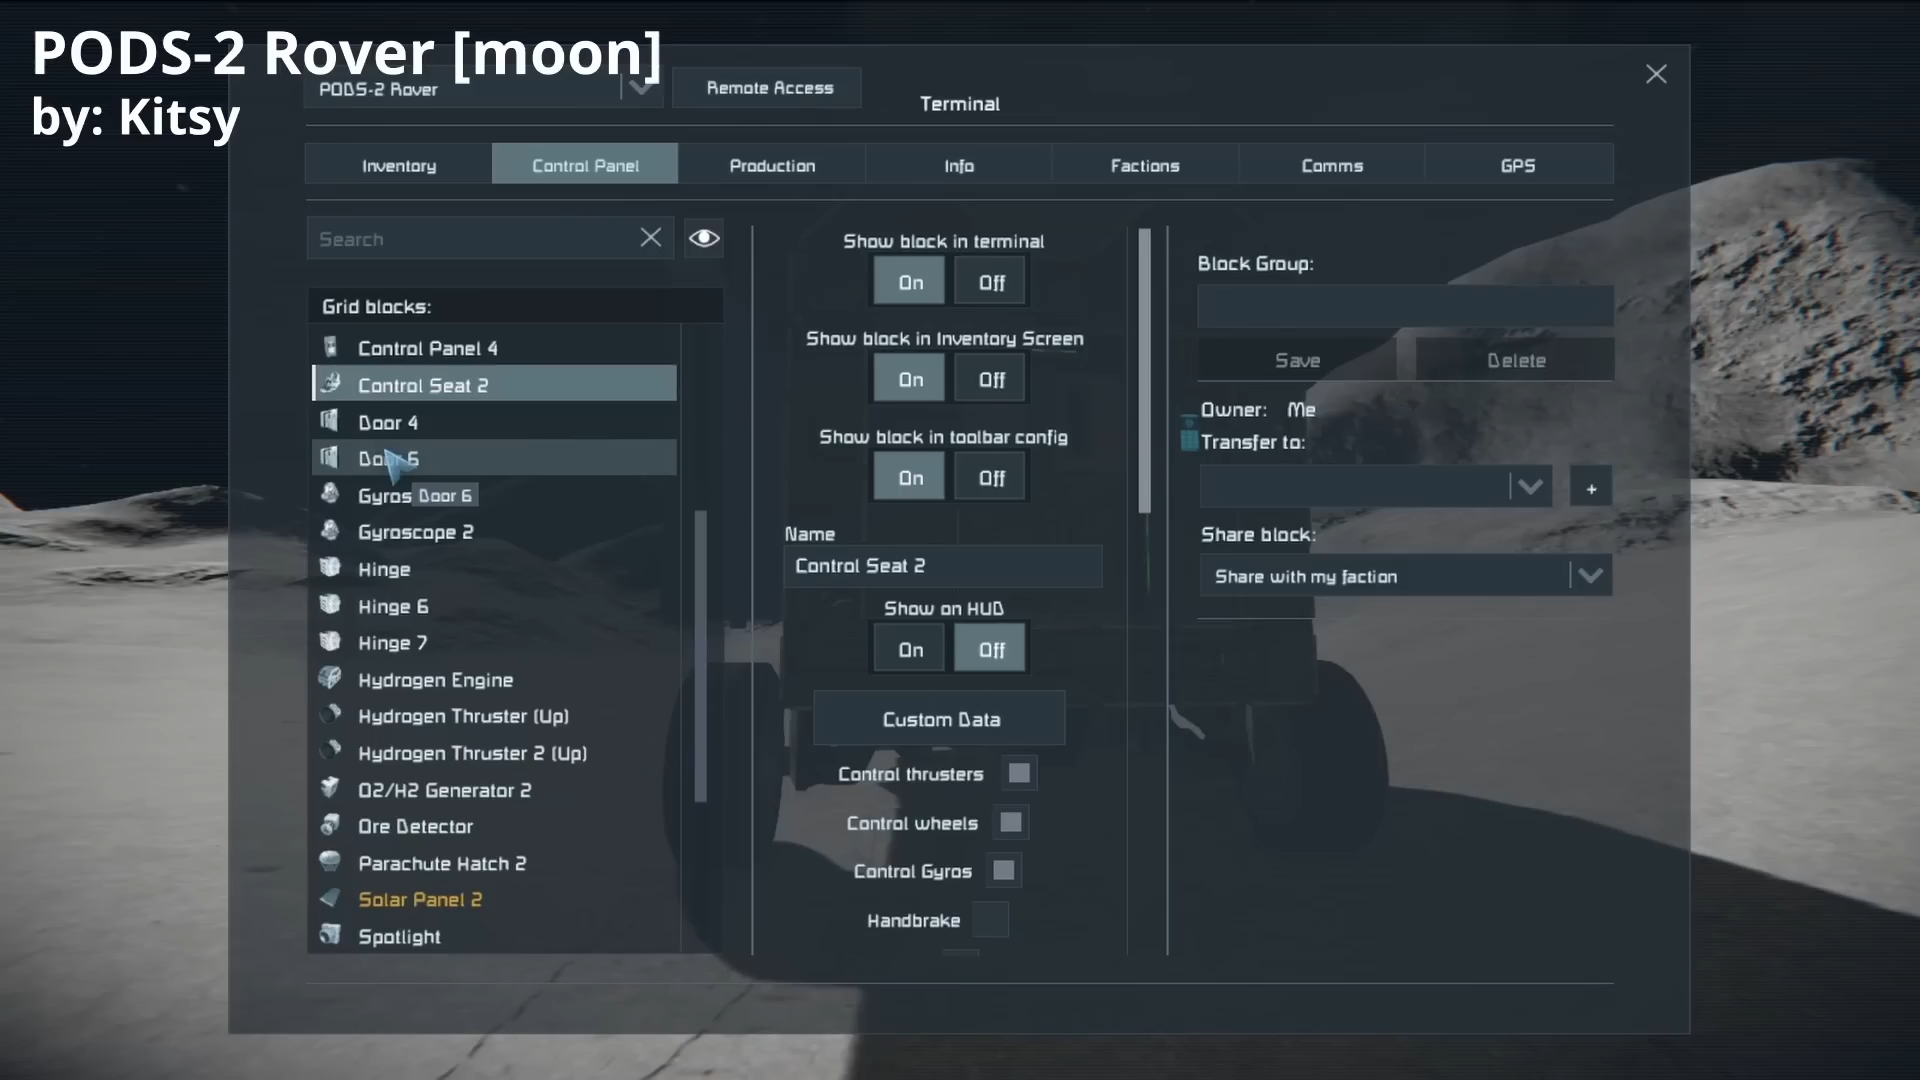 PODS-2 Rover [moon]
by: Kitsy
PODS-2 Rover
Remote Access
Terminal
Inventory
Control Panel
Production
Info
Factions
Comms
GPS
Search
Grid blocks:
Control Panel 4
Control Seat 2
Door 4
Door 6
Gyros
Door 6
Gyroscope 2
Hinge
Hinge 6
Hinge 7
Hydrogen Engine
Hydrogen Thruster (Up)
Hydrogen Thruster 2 (Up)
O2/H2 Generator 2
Ore Detector
Parachute Hatch 2
Solar Panel 2
Spotlight
Show block in terminal
On Off
Show block in Inventory Screen
On Off
Show block in toolbar config
On Off
Name
Control Seat 2
Show on HUD
On Off
Custom Data
Control thrusters
Control wheels
Control Gyros
Handbrake
Block Group:
Save Delete
Owner: Me
Transfer to:
+
Share block:
Share with my faction